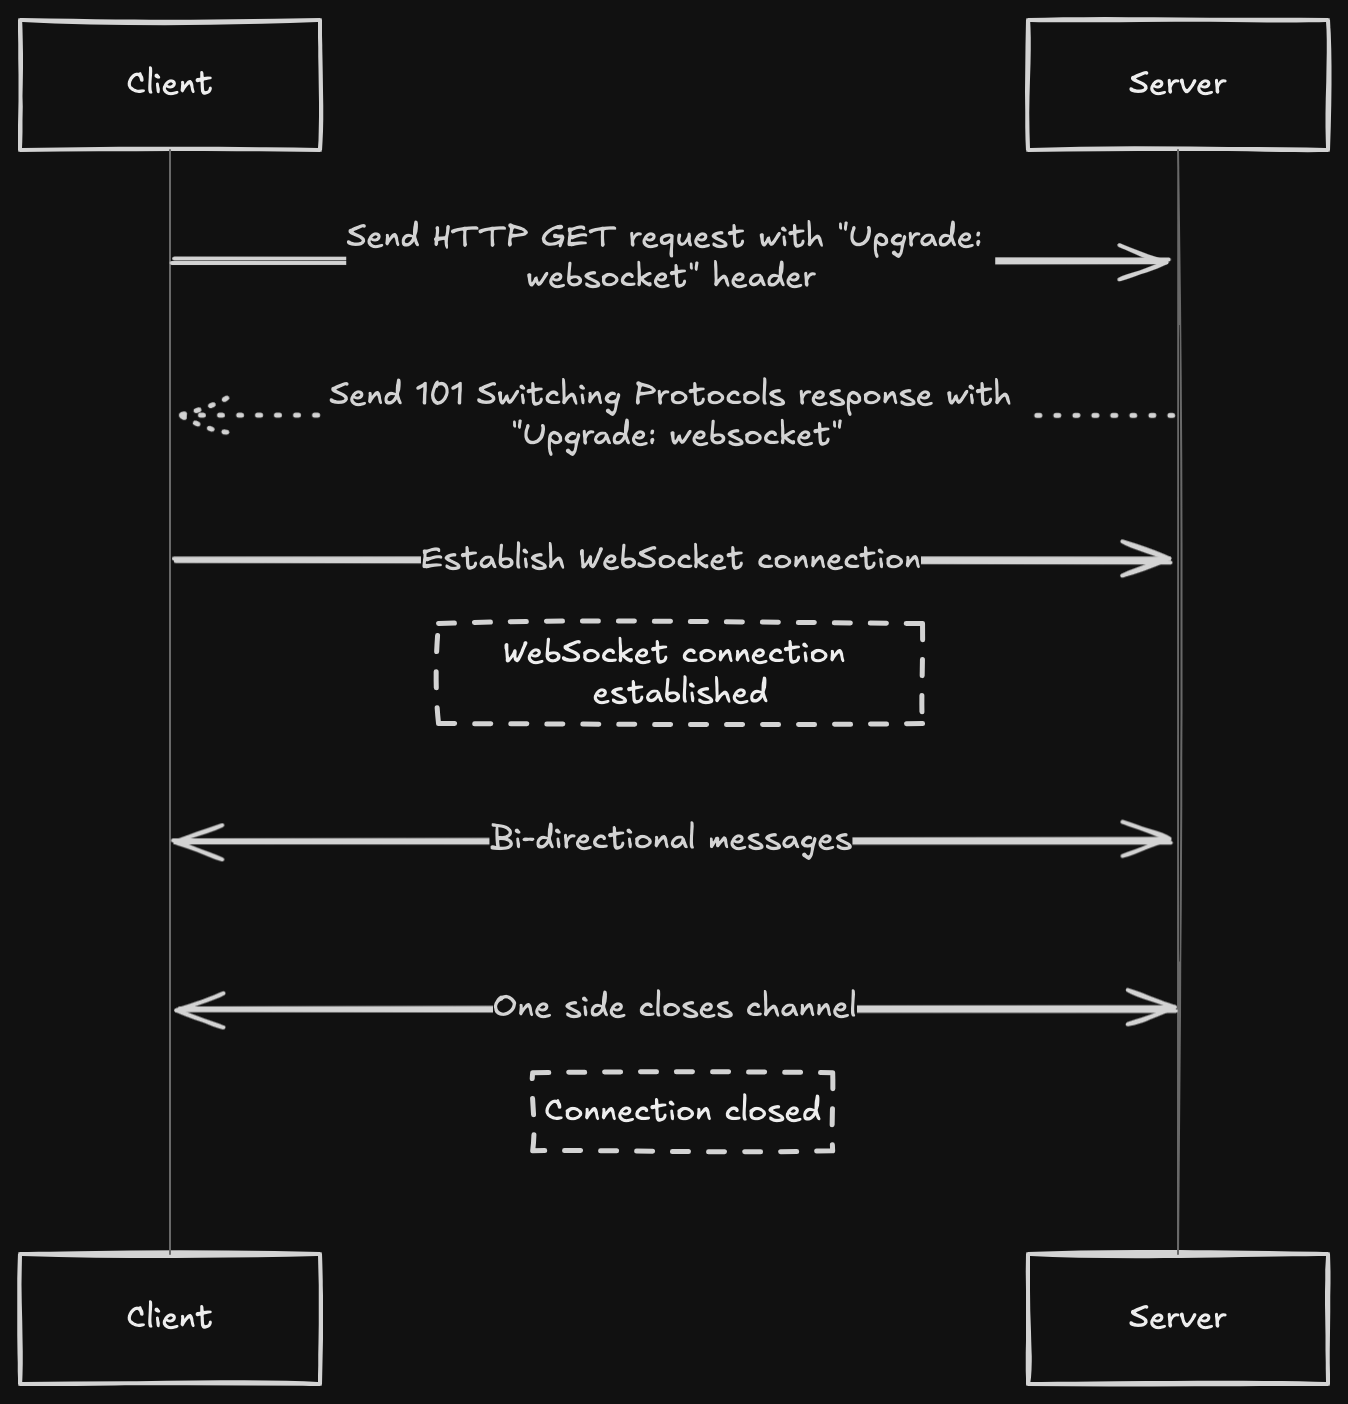 Client
Server
Send HTTP GET request with "Upgrade:
websocket" header
Send 101 Switching Protocols response with
"Upgrade: websocket"
Establish WebSocket connection
WebSocket connection
established
Bi-directional messages
One side closes channel
Connection closed
Client
Server